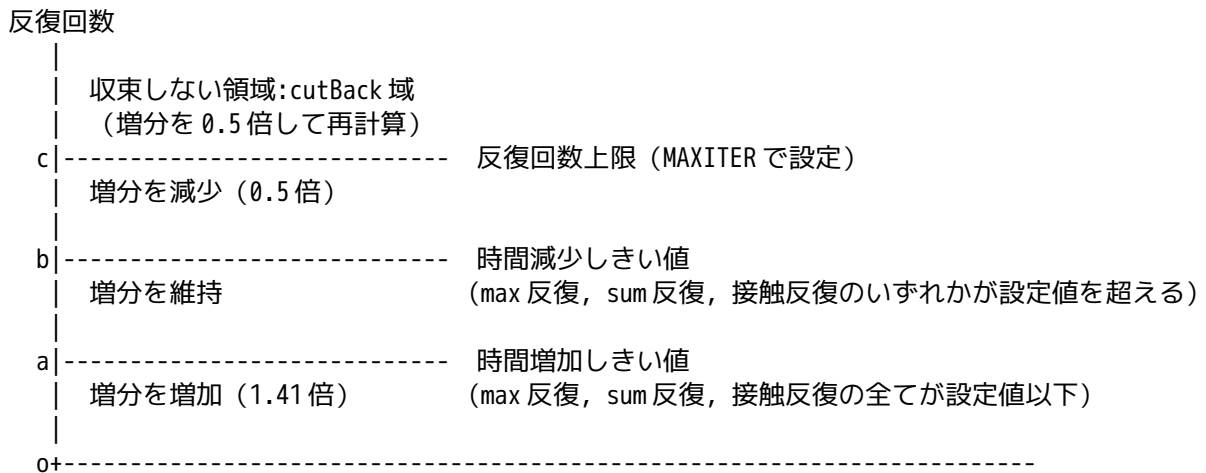 反復回数
|
| 収束しない領域:cutBack域
| （増分を0.5倍して再計算）
c|----------------------------- 反復回数上限（MAXITERで設定）
| 増分を減少（0.5倍）
|
b|----------------------------- 時間減少しきい値
| 増分を維持 （max反復，sum反復，接触反復のいずれかが設定値を超える）
|
a|----------------------------- 時間増加しきい値
| 増分を増加（1.41倍） （max反復，sum反復，接触反復の全てが設定値以下）
|
o+-------------------------------------------------------------------------